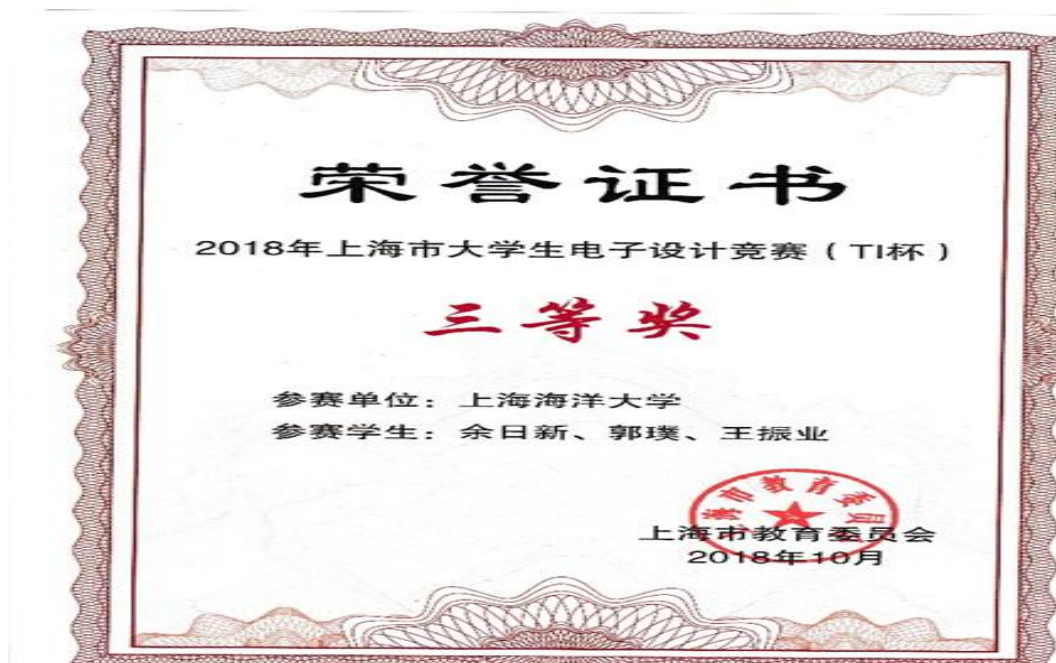 荣誉证书
2018年上海市大学生电子设计竞赛（TI杯）
三等奖
参赛单位：上海海洋大学
参赛学生：余日新、郭璞、王振业
上海市教育委员会
2018年10月